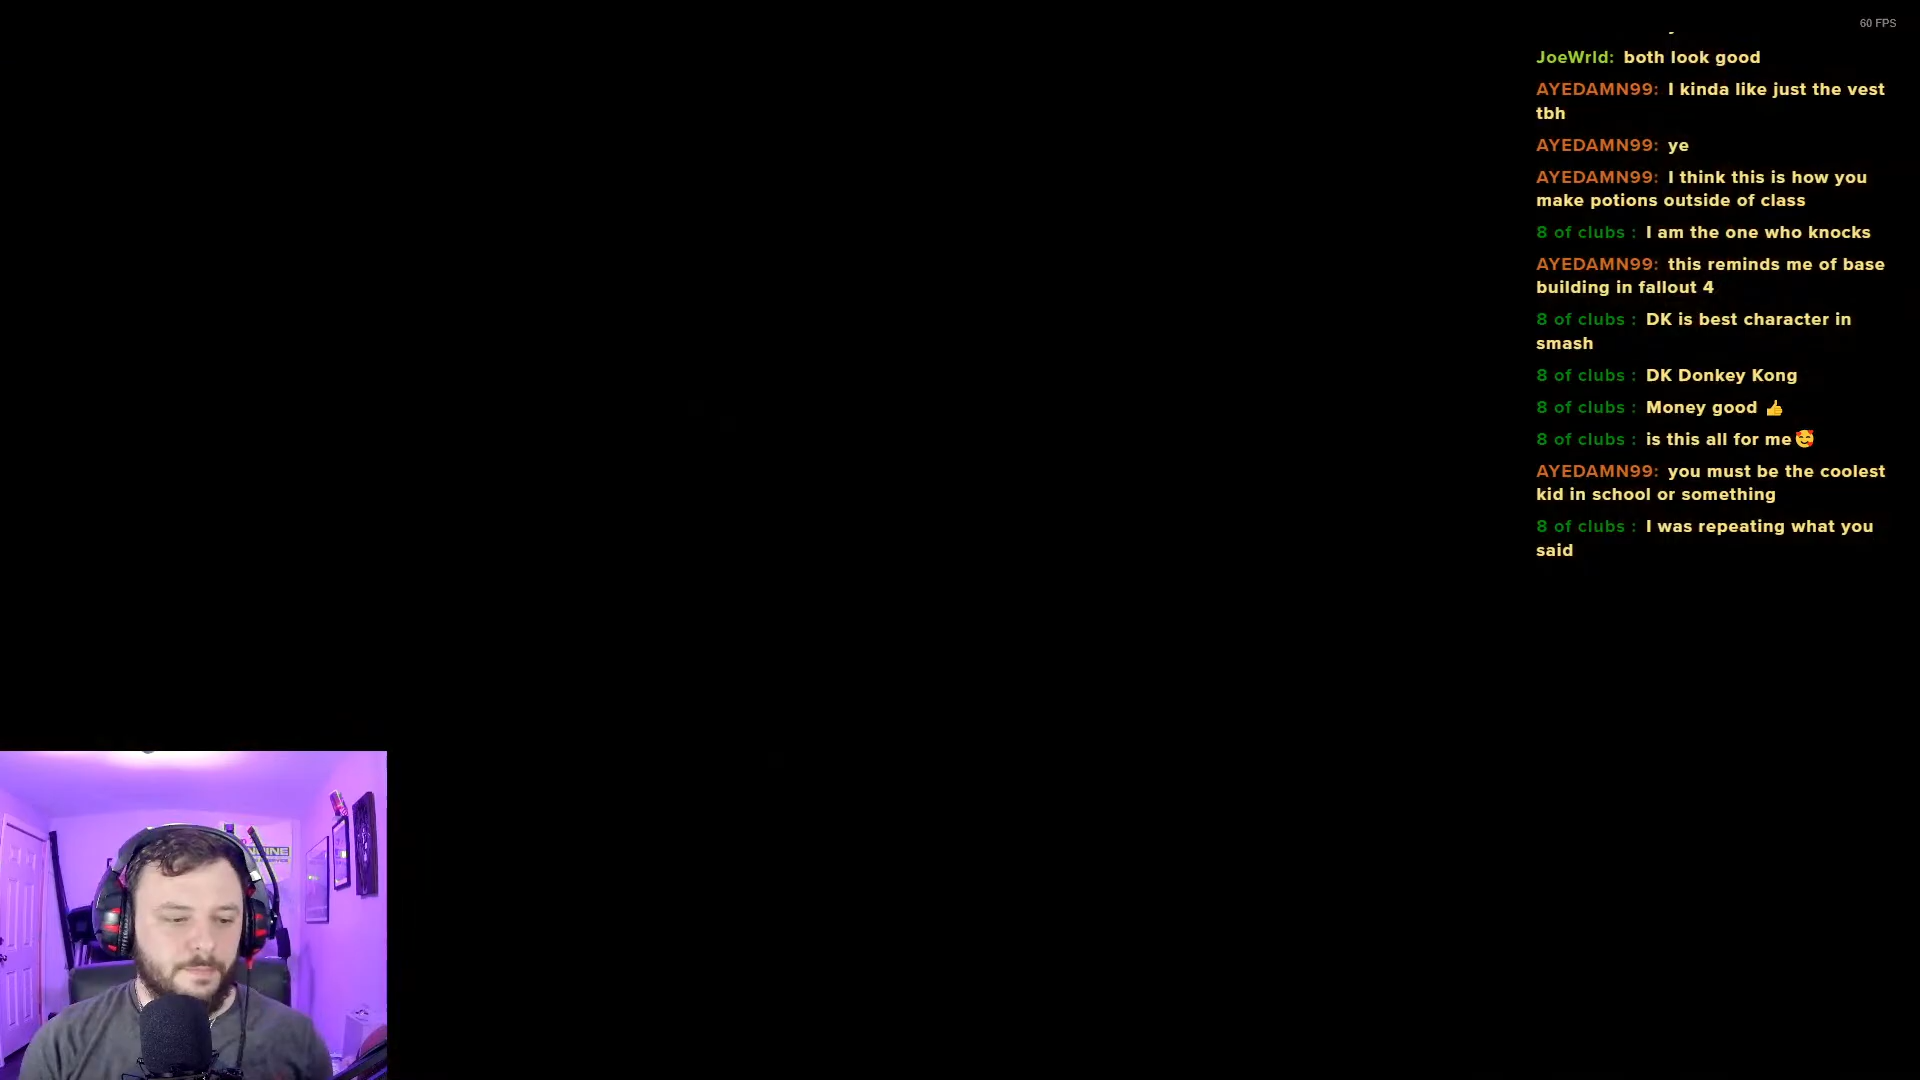 60 FPS
JoeWrld: both look good
AYEDAMN99: I kinda like just the vest
tbh
AYEDAMN99: ye
AYEDAMN99: I think this is how you
make potions outside of class
8 of clubs : I am the one who knocks
AYEDAMN99: this reminds me of base
building in fallout 4
8 of clubs : DK is best character in
smash
8 of clubs : DK Donkey Kong
8 of clubs : Money good 👍
8 of clubs : is this all for me🥰
AYEDAMN99: you must be the coolest
kid in school or something
8 of clubs : I was repeating what you
said